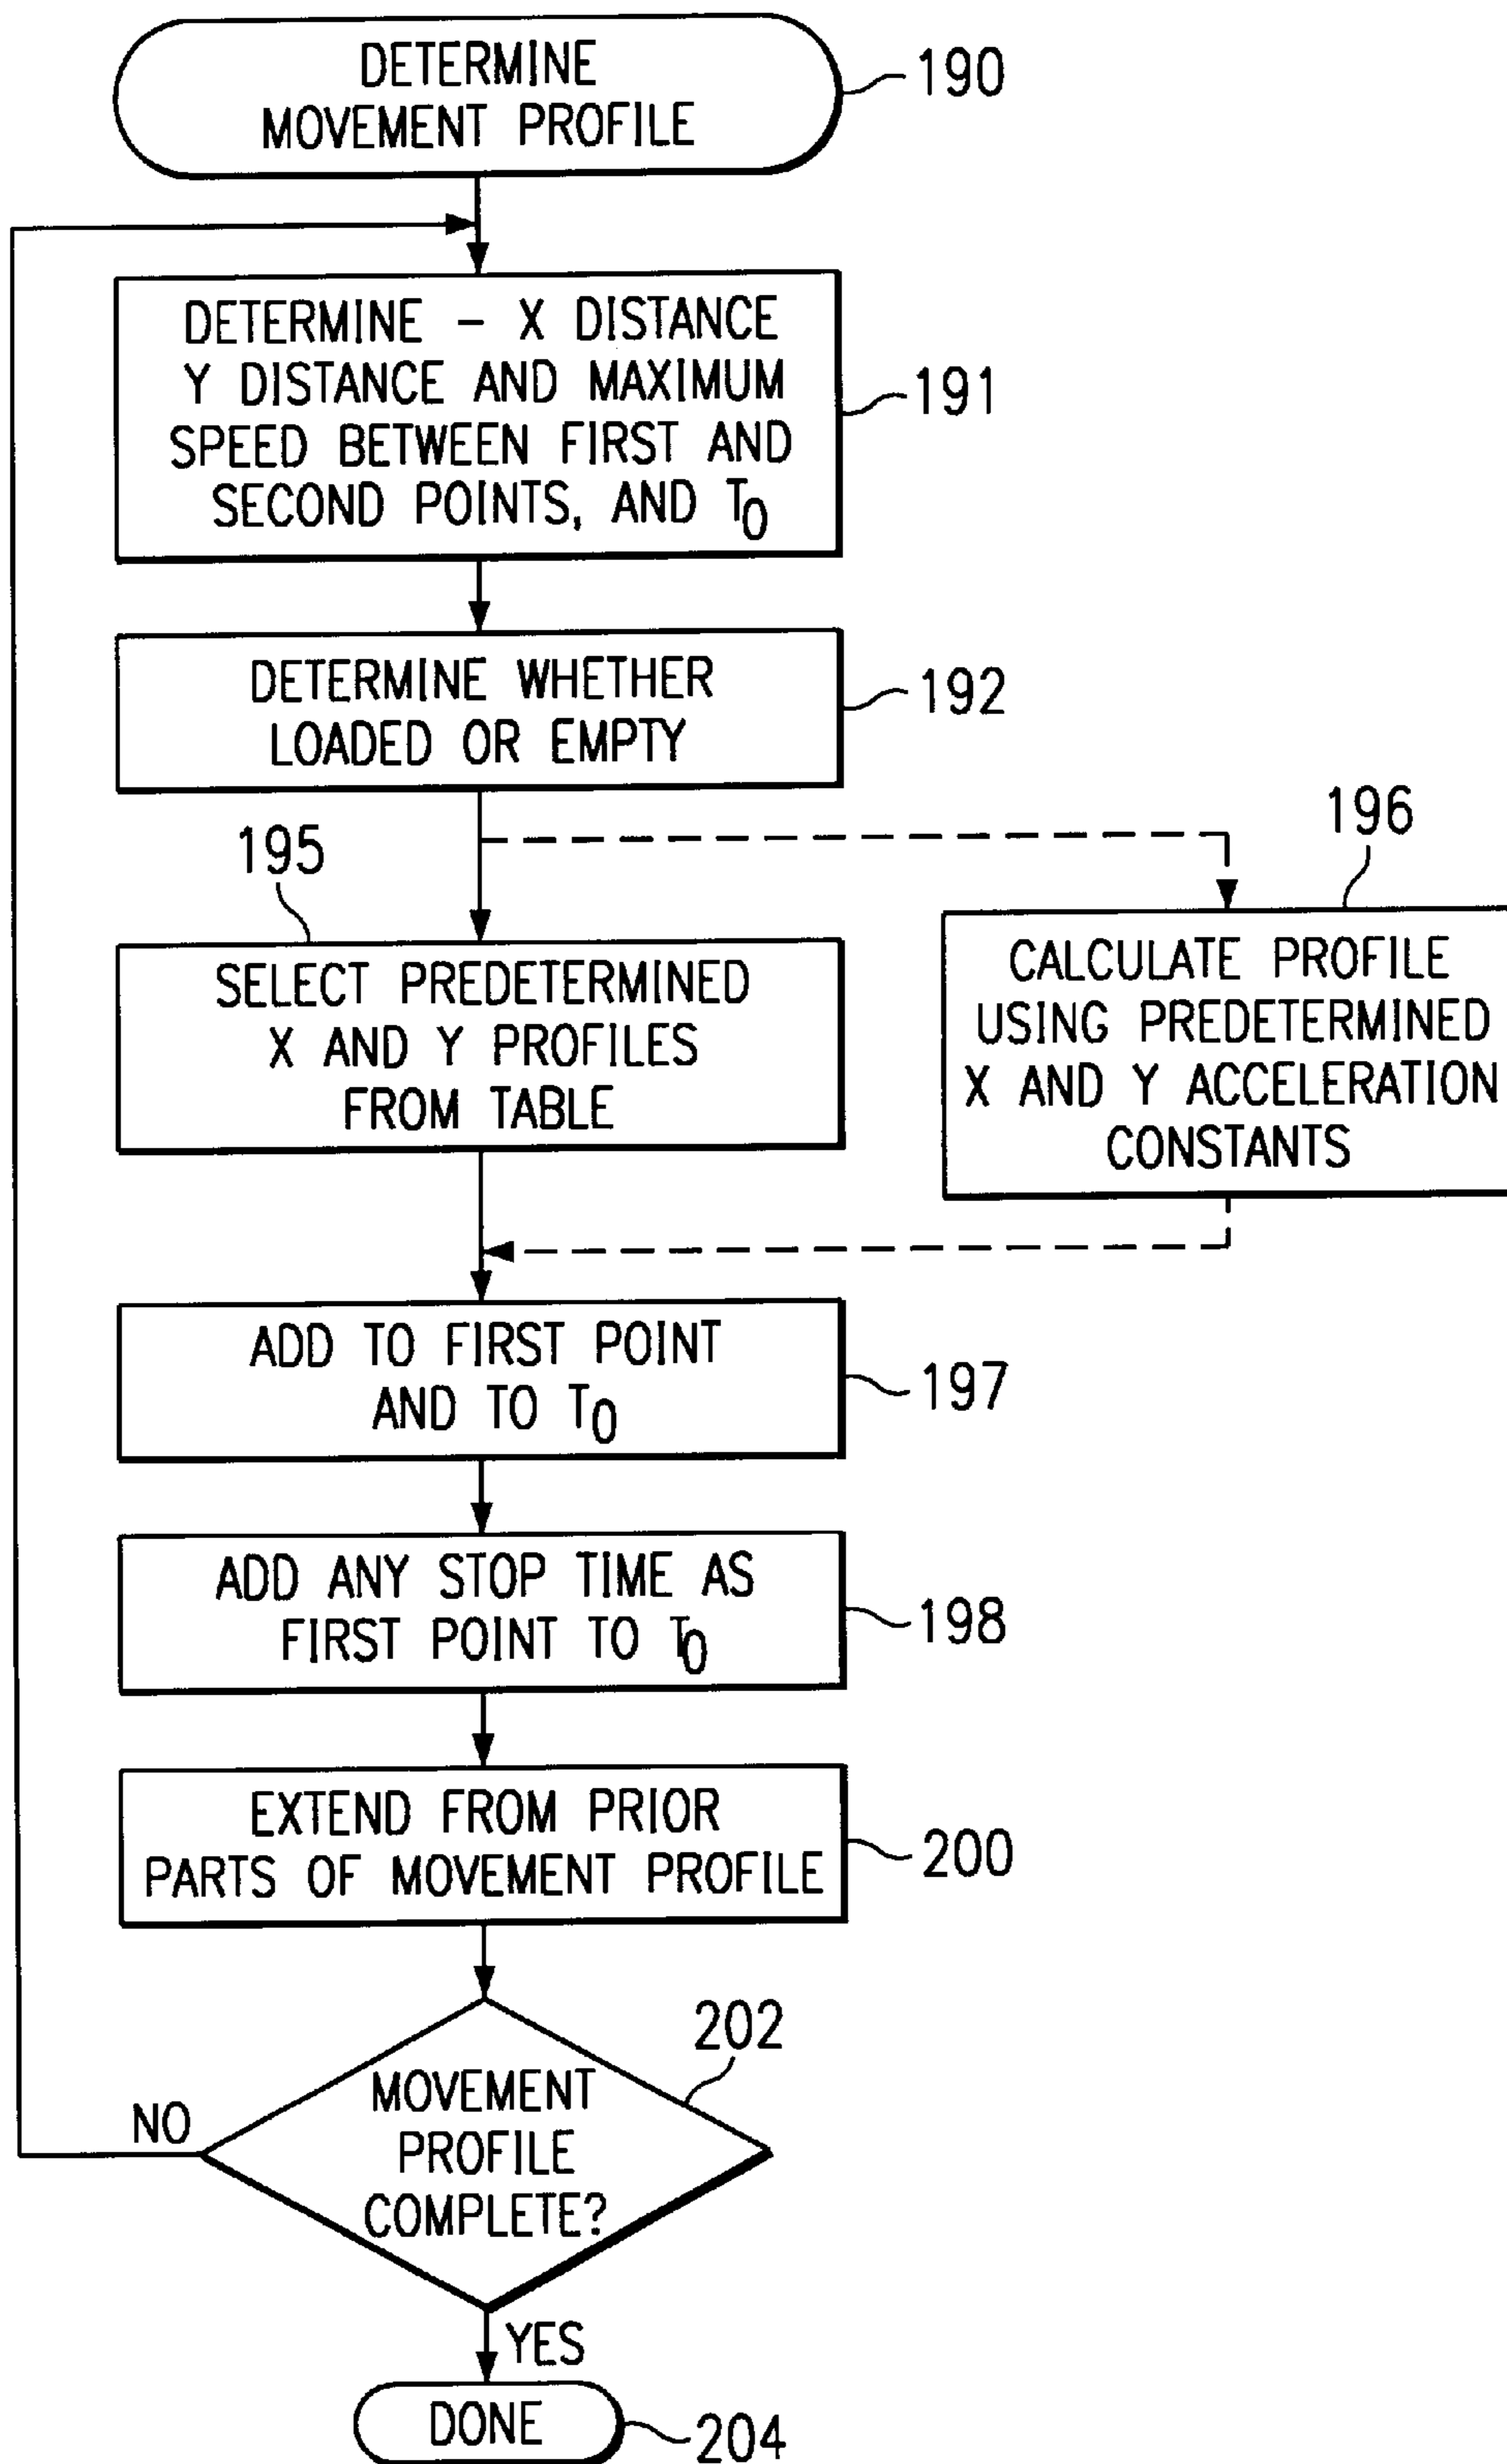 DETERMINE
MOVEMENT PROFILE
190
DETERMINE – X DISTANCE
Y DISTANCE AND MAXIMUM
SPEED BETWEEN FIRST AND
SECOND POINTS, AND T0
191
DETERMINE WHETHER
LOADED OR EMPTY
192
195
SELECT PREDETERMINED
X AND Y PROFILES
FROM TABLE
196
CALCULATE PROFILE
USING PREDETERMINED
X AND Y ACCELERATION
CONSTANTS
ADD TO FIRST POINT
AND TO T0
197
ADD ANY STOP TIME AS
FIRST POINT TO T0
198
EXTEND FROM PRIOR
PARTS OF MOVEMENT PROFILE
200
202
MOVEMENT
PROFILE
COMPLETE?
NO
YES
DONE
204